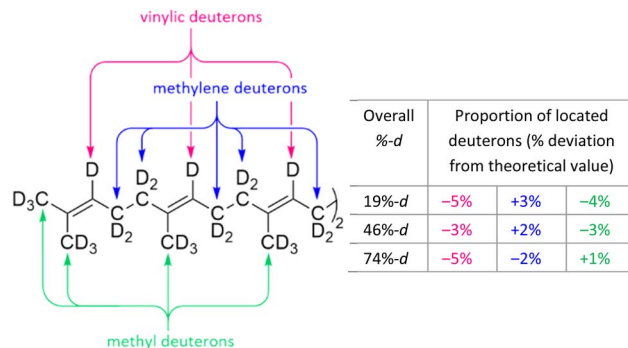 vinylic deuterons
methylene deuterons
D D₂ D D₂ D
D₃C D₂ D₂ D₂ )₂
CD₃ CD₃ CD₃
methyl deuterons
Overall %-d
Proportion of located deuterons (% deviation from theoretical value)
19%-d –5% +3% –4%
46%-d –3% +2% –3%
74%-d –5% –2% +1%